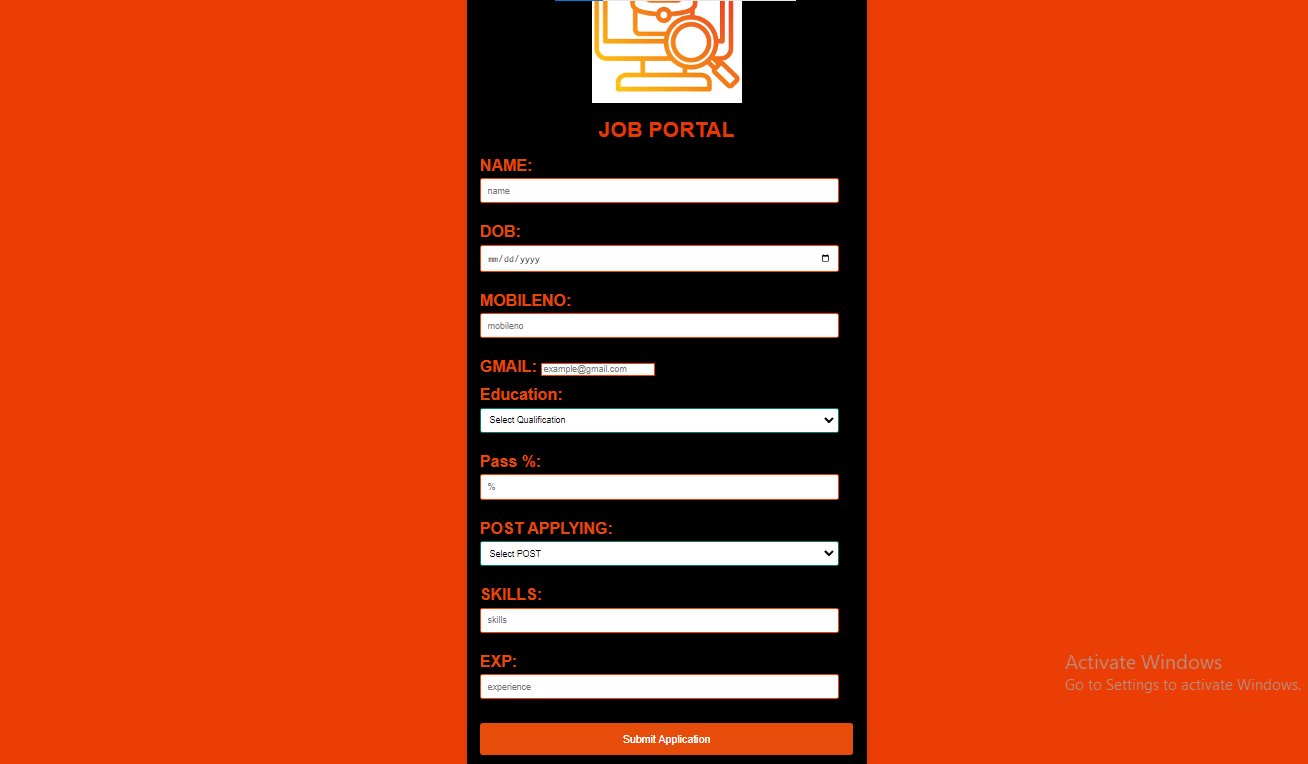 JOB PORTAL
NAME:
name
DOB:
mm/dd/yyyy
MOBILENO:
mobileno
GMAIL: example@gmail.com
Education:
Select Qualification
Pass %:
%
POST APPLYING:
Select POST
SKILLS:
skills
EXP:
experience
Submit Application
Activate Windows
Go to Settings to activate Windows.